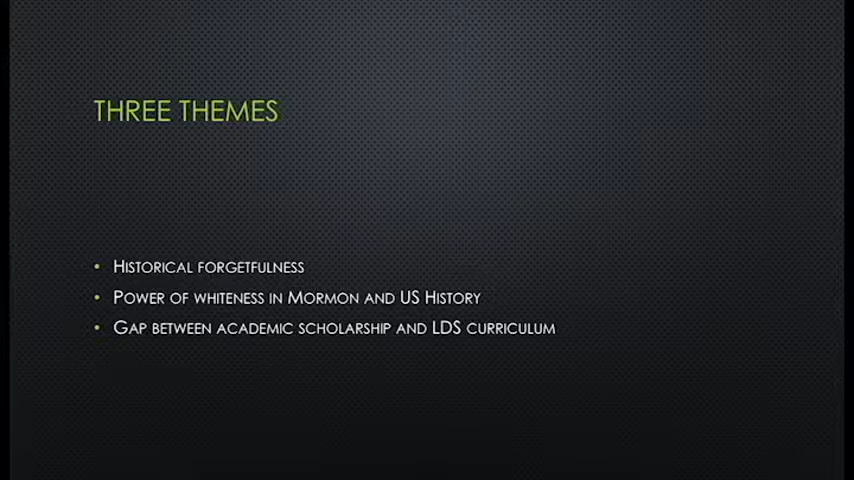 THREE THEMES
• HISTORICAL FORGETFULNESS
• POWER OF WHITENESS IN MORMON AND US HISTORY
• GAP BETWEEN ACADEMIC SCHOLARSHIP AND LDS CURRICULUM